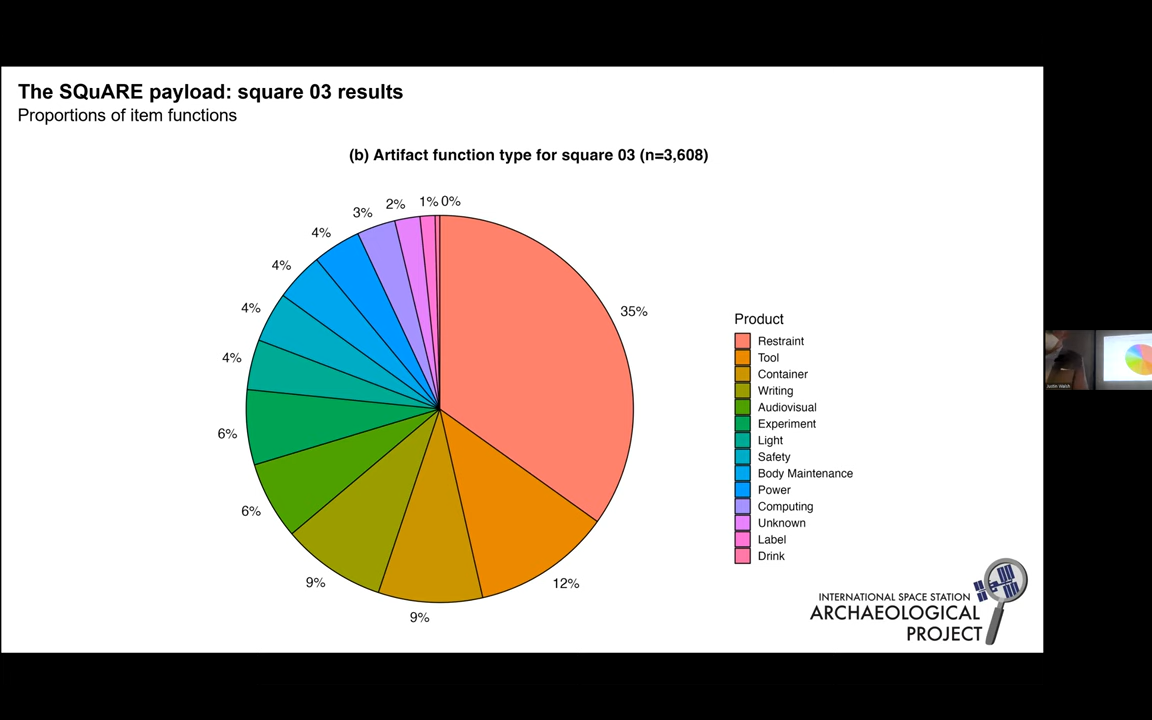 The SQuARE payload: square 03 results
Proportions of item functions
(b) Artifact function type for square 03 (n=3,608)
0%
1%
2%
3%
4%
4%
4%
4%
6%
6%
9%
9%
12%
35%
Product
Restraint
Tool
Container
Writing
Audiovisual
Experiment
Light
Safety
Body Maintenance
Power
Computing
Unknown
Label
Drink
INTERNATIONAL SPACE STATION
ARCHAEOLOGICAL
PROJECT
Justin Walsh